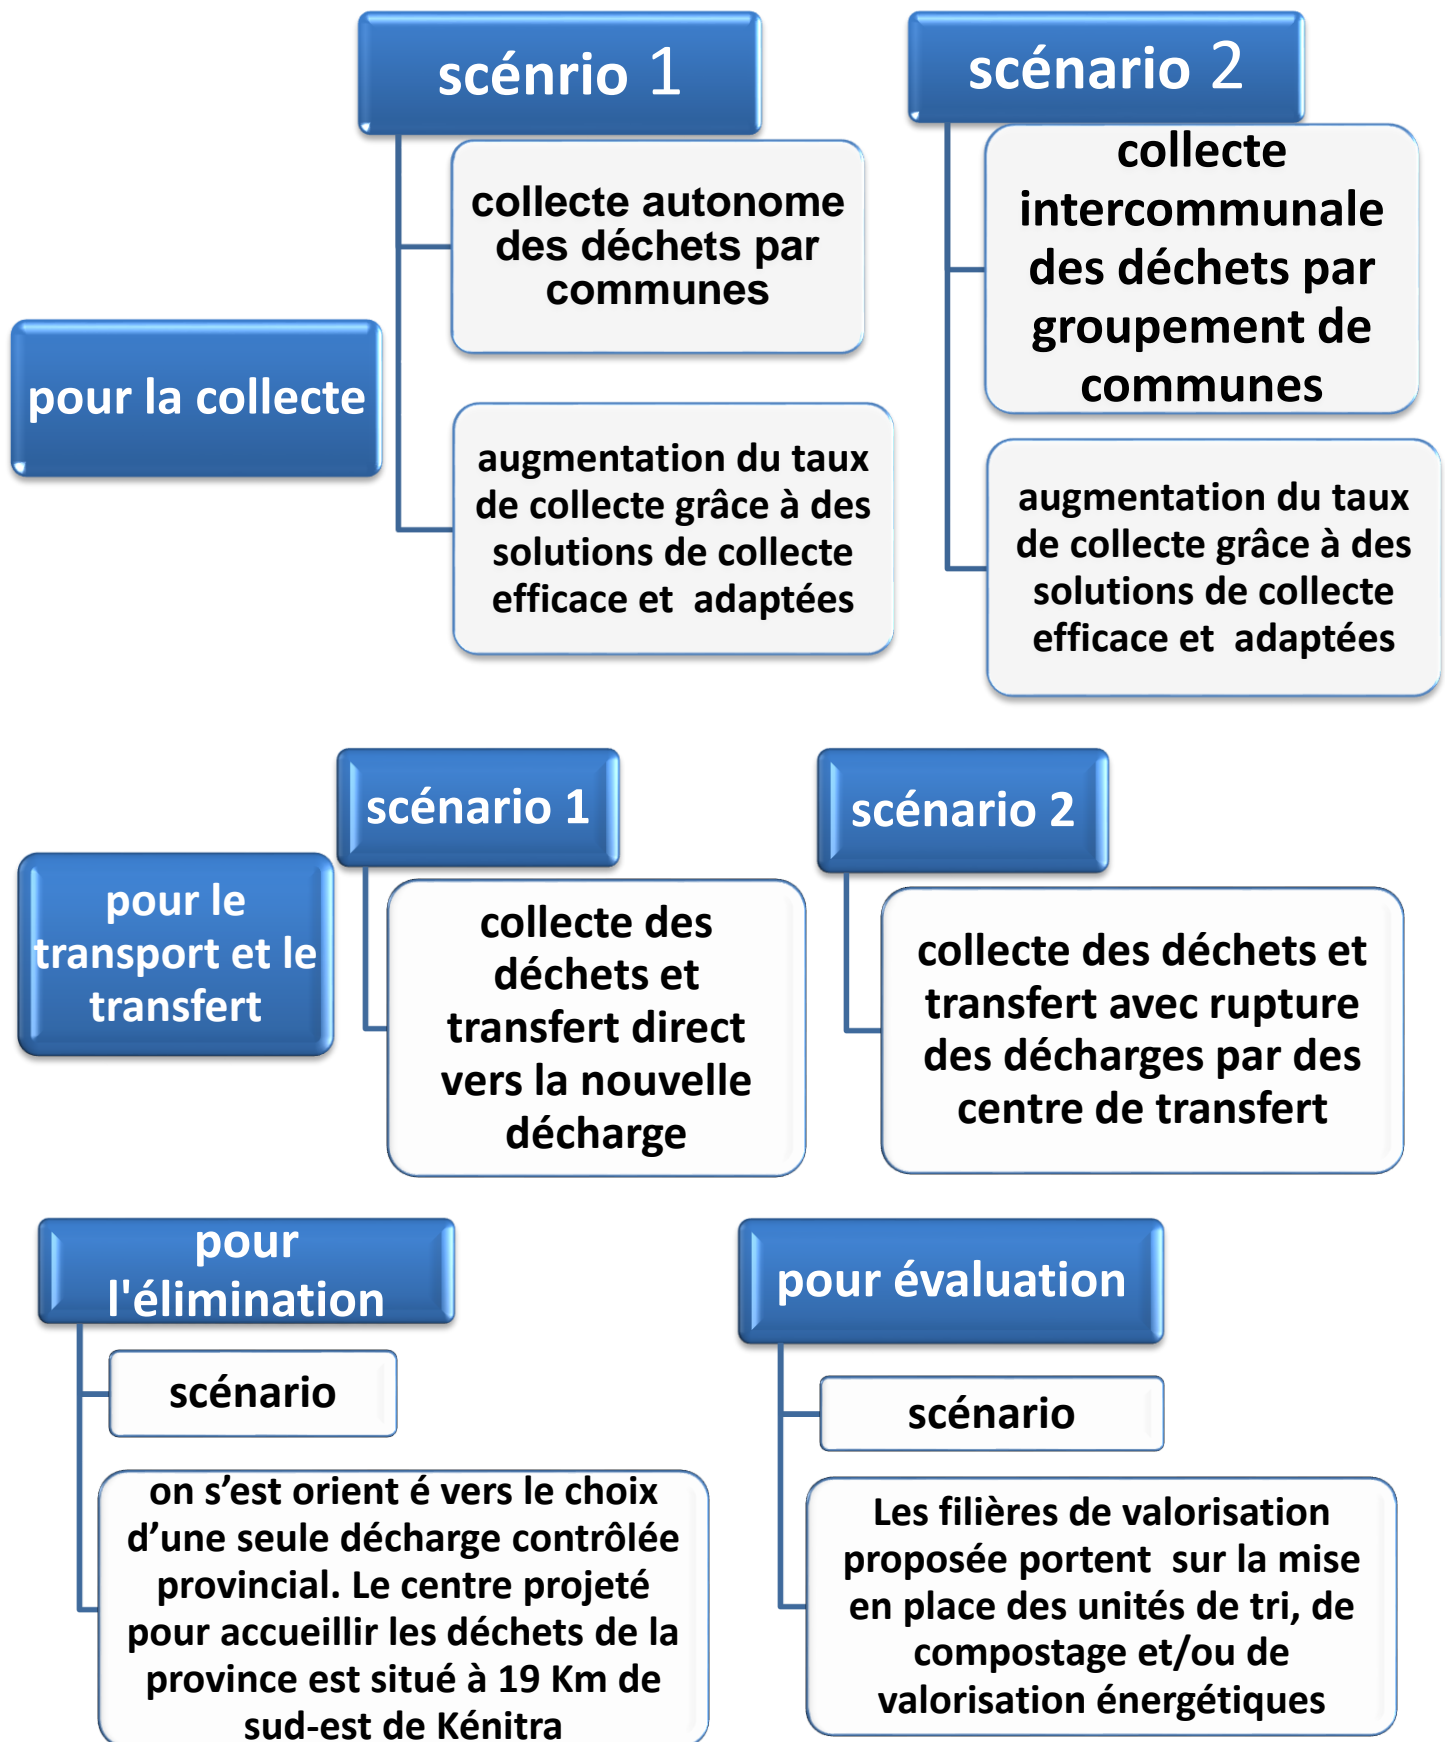 scénrio 1
collecte autonome
des déchets par
communes
augmentation du taux
de collecte grâce à des
solutions de collecte
efficace et  adaptées
scénario 2
collecte
intercommunale
des déchets par
groupement de
communes
augmentation du taux
de collecte grâce à des
solutions de collecte
efficace et  adaptées
pour la collecte
scénario 1
collecte des
déchets et
transfert direct
vers la nouvelle
décharge
scénario 2
collecte des déchets et
transfert avec rupture
des décharges par des
centre de transfert
pour le
transport et le
transfert
pour
l'élimination
scénario
on s’est orient é vers le choix
d’une seule décharge contrôlée
provincial. Le centre projeté
pour accueillir les déchets de la
province est situé à 19 Km de
sud-est de Kénitra
pour évaluation
scénario
Les filières de valorisation
proposée portent  sur la mise
en place des unités de tri, de
compostage et/ou de
valorisation énergétiques